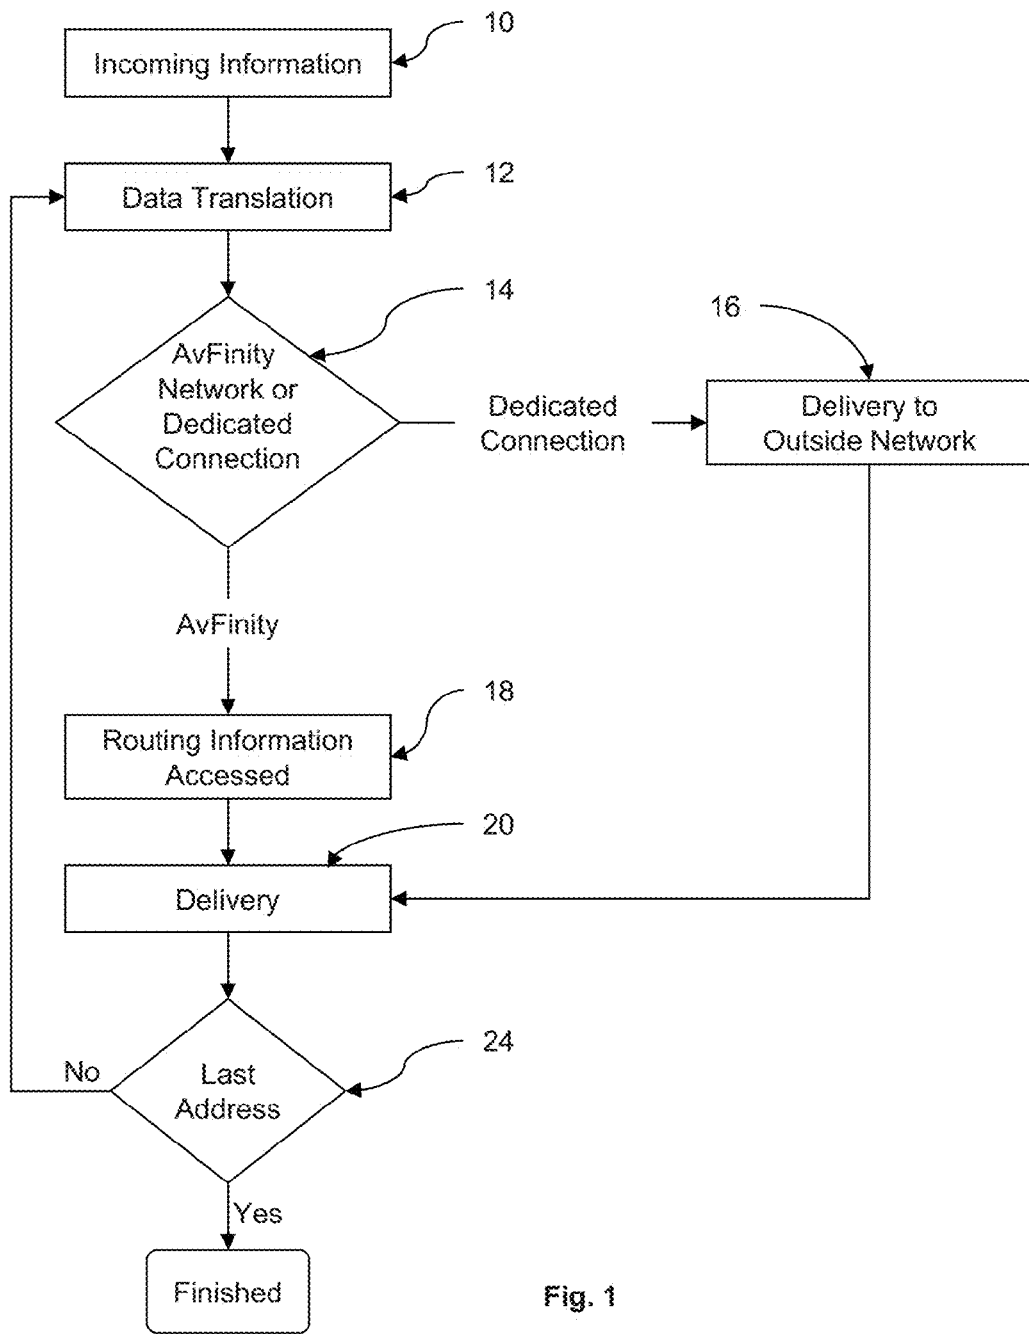 10
Incoming Information
12
Data Translation
14
16
AvFinity
Network or
Dedicated
Connection
Dedicated
Connection
Delivery to
Outside Network
AvFinity
18
Routing Information
Accessed
20
Delivery
24
No
Last
Address
Yes
Finished
Fig. 1